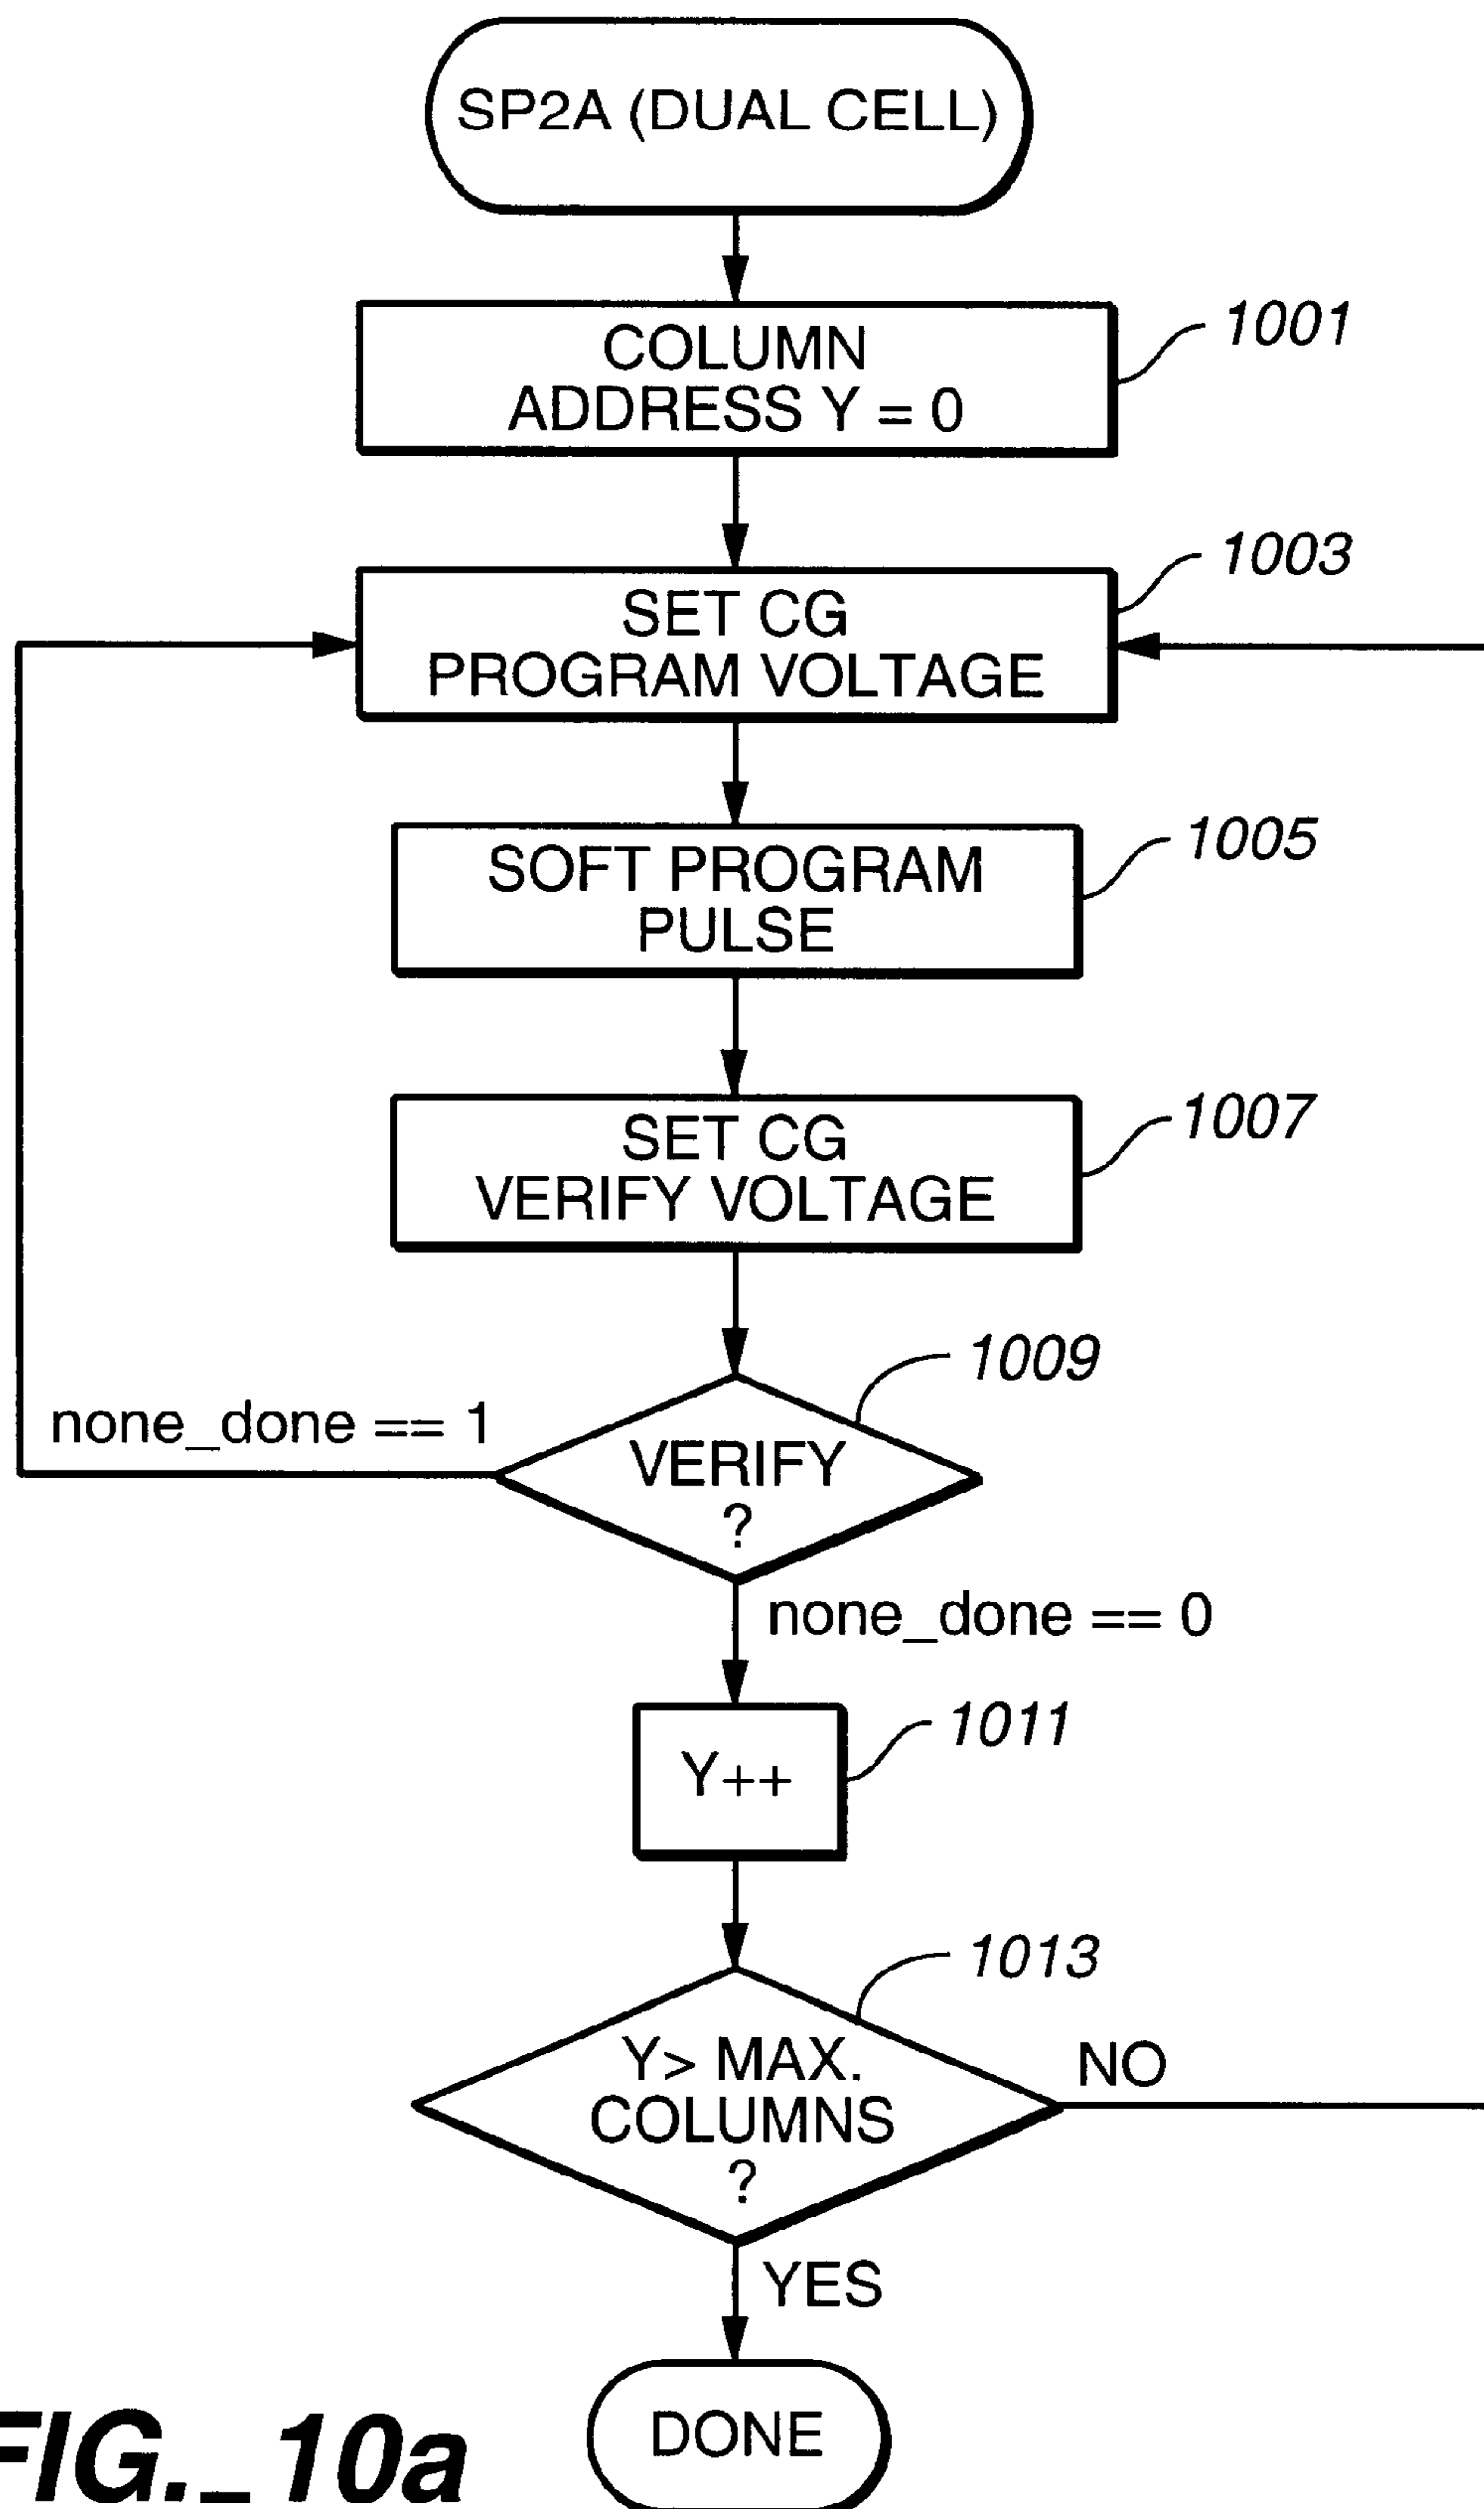 SP2A (DUAL CELL)
COLUMN
ADDRESS Y = 0
1001
SET CG
PROGRAM VOLTAGE
1003
SOFT PROGRAM
PULSE
1005
SET CG
VERIFY VOLTAGE
1007
VERIFY
?
1009
none_done == 1
none_done == 0
Y++
1011
Y> MAX.
COLUMNS
?
1013
NO
YES
DONE
FIG._10a